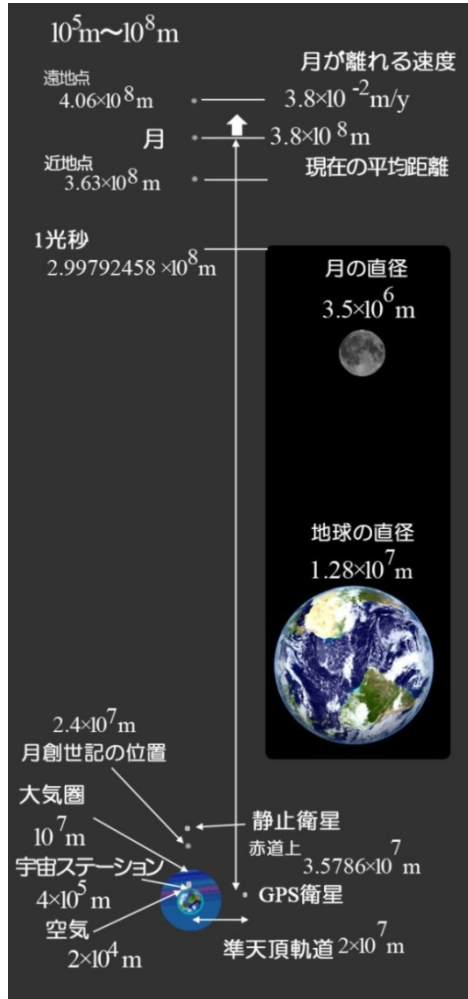 10⁵m〜10⁸m
月が離れる速度
3.8×10⁻²m/y
遠地点
4.06×10⁸m
月
3.8×10⁸m
現在の平均距離
近地点
3.63×10⁸m
1光秒
2.99792458×10⁸m
月の直径
3.5×10⁶m
地球の直径
1.28×10⁷m
2.4×10⁷m
月創世記の位置
大気圏
10⁷m
宇宙ステーション
4×10⁵m
空気
2×10⁴m
静止衛星
赤道上
3.5786×10⁷m
GPS衛星
準天頂軌道 2×10⁷m